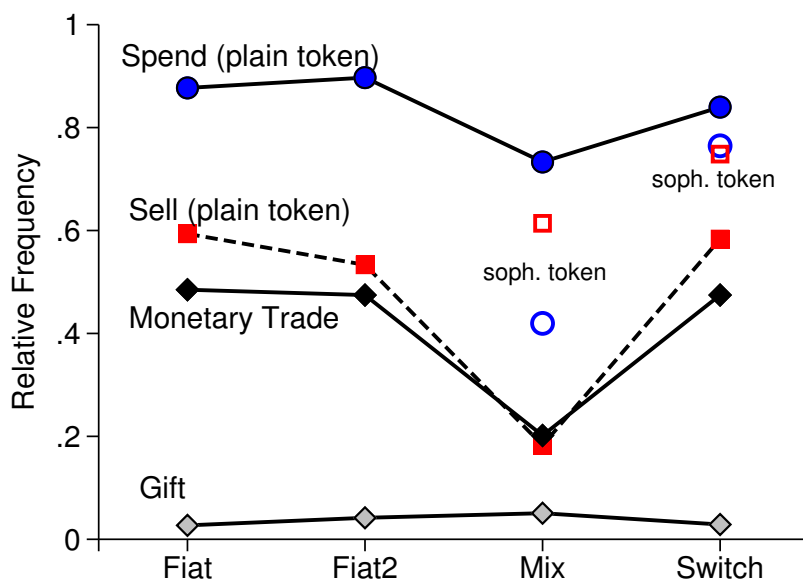 1
Spend (plain token)
.8
soph. token
Sell (plain token)
.6
soph. token
Monetary Trade
.4
.2
Gift
0
Relative Frequency
Fiat Fiat2 Mix Switch